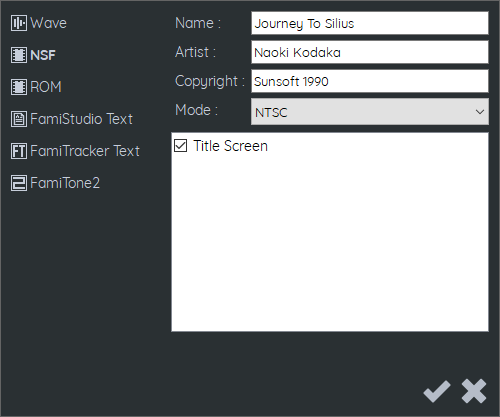 Wave
NSF
ROM
FamiStudio Text
FT FamiTracker Text
FamiTone2
Name : Journey To Silius
Artist : Naoki Kodaka
Copyright : Sunsoft 1990
Mode : NTSC
Title Screen